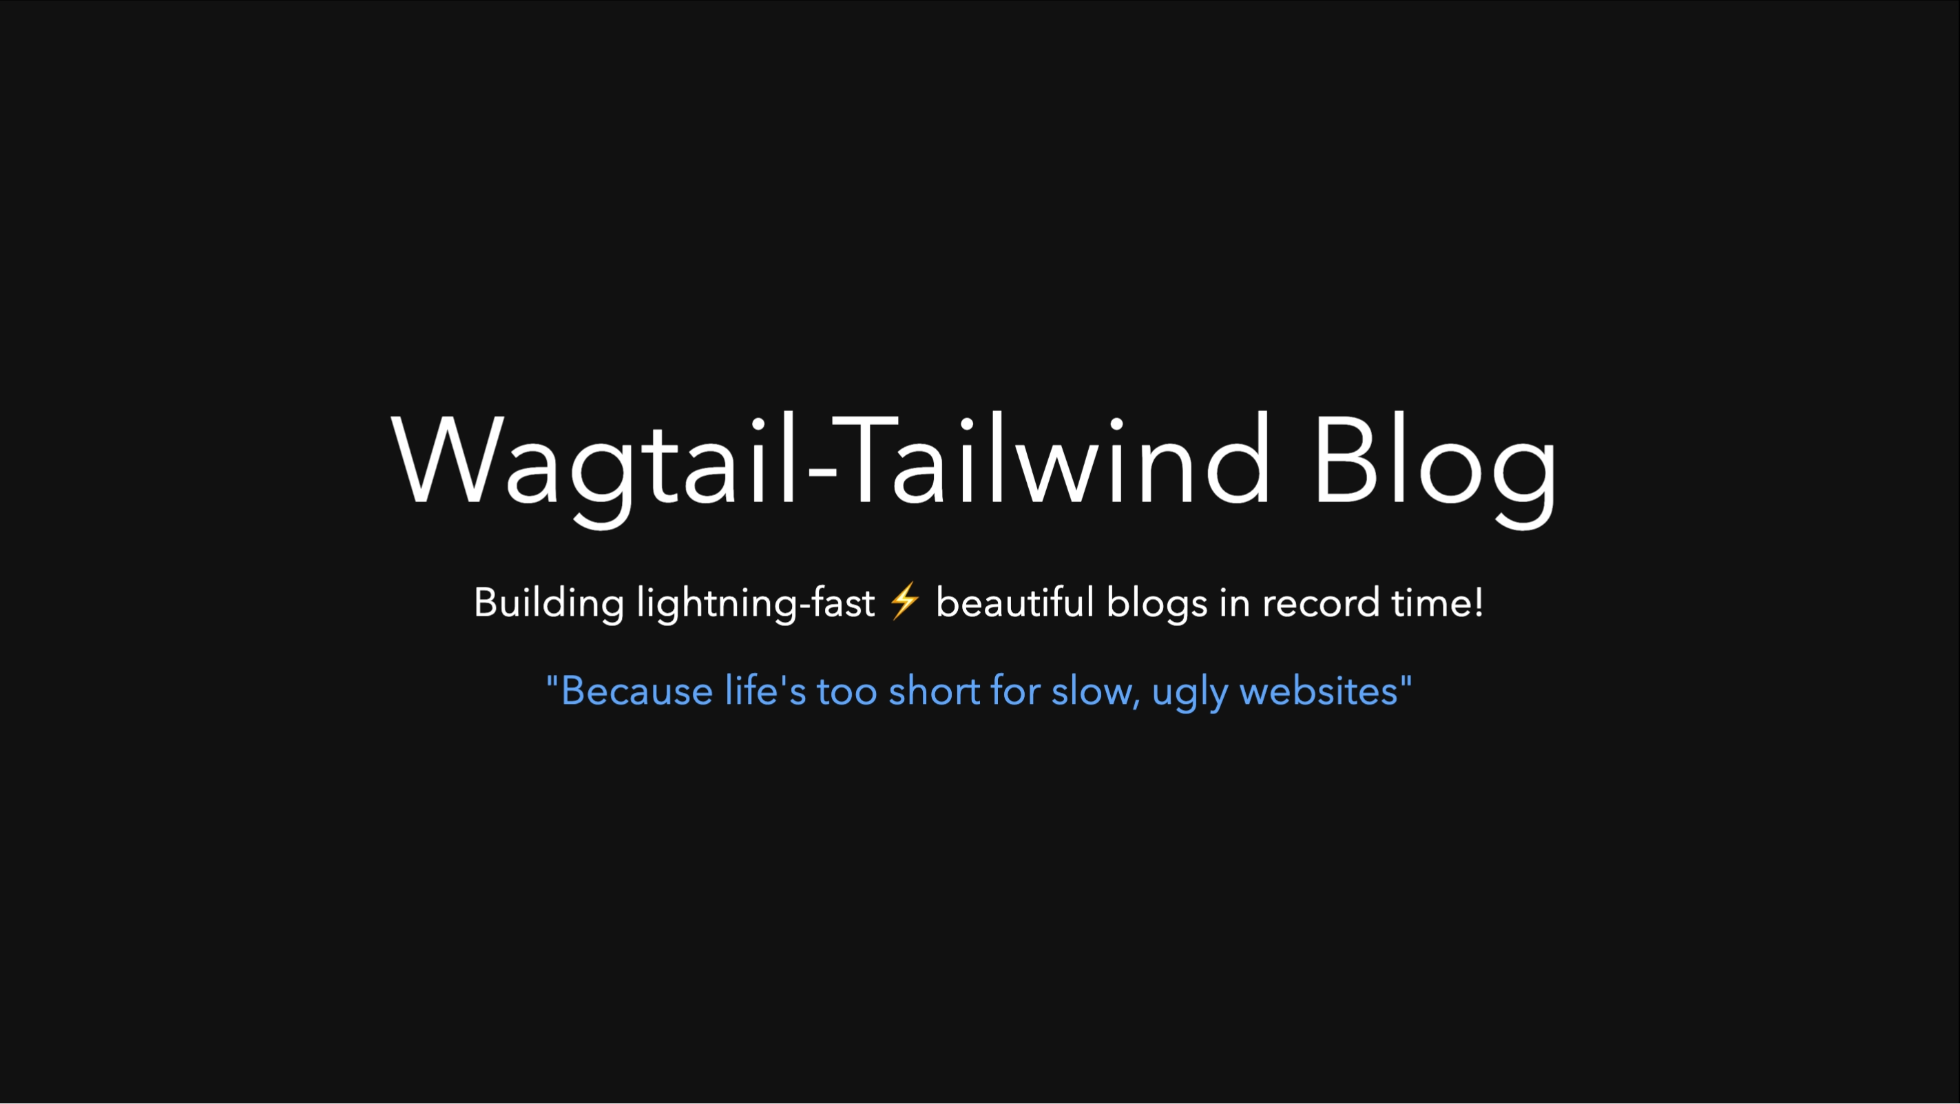 Wagtail-Tailwind Blog
Building lightning-fast ⚡ beautiful blogs in record time!
"Because life's too short for slow, ugly websites"